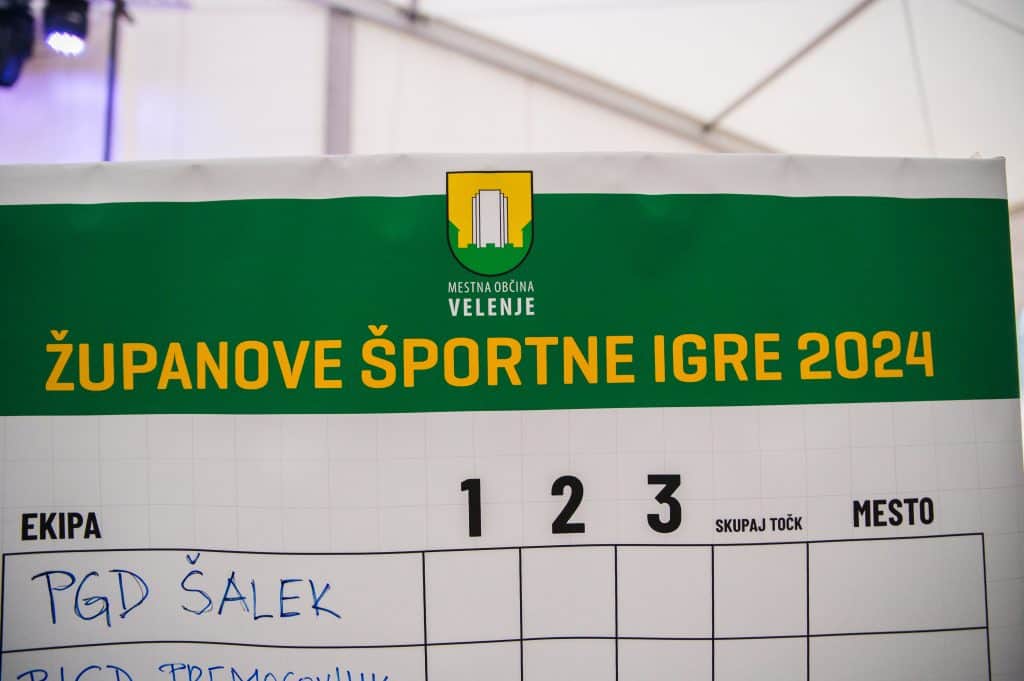 MESTNA OBČINA
VELENJE
ŽUPANOVE ŠPORTNE IGRE 2024
EKIPA 1 2 3 SKUPAJ TOČK MESTO
PGD ŠALEK